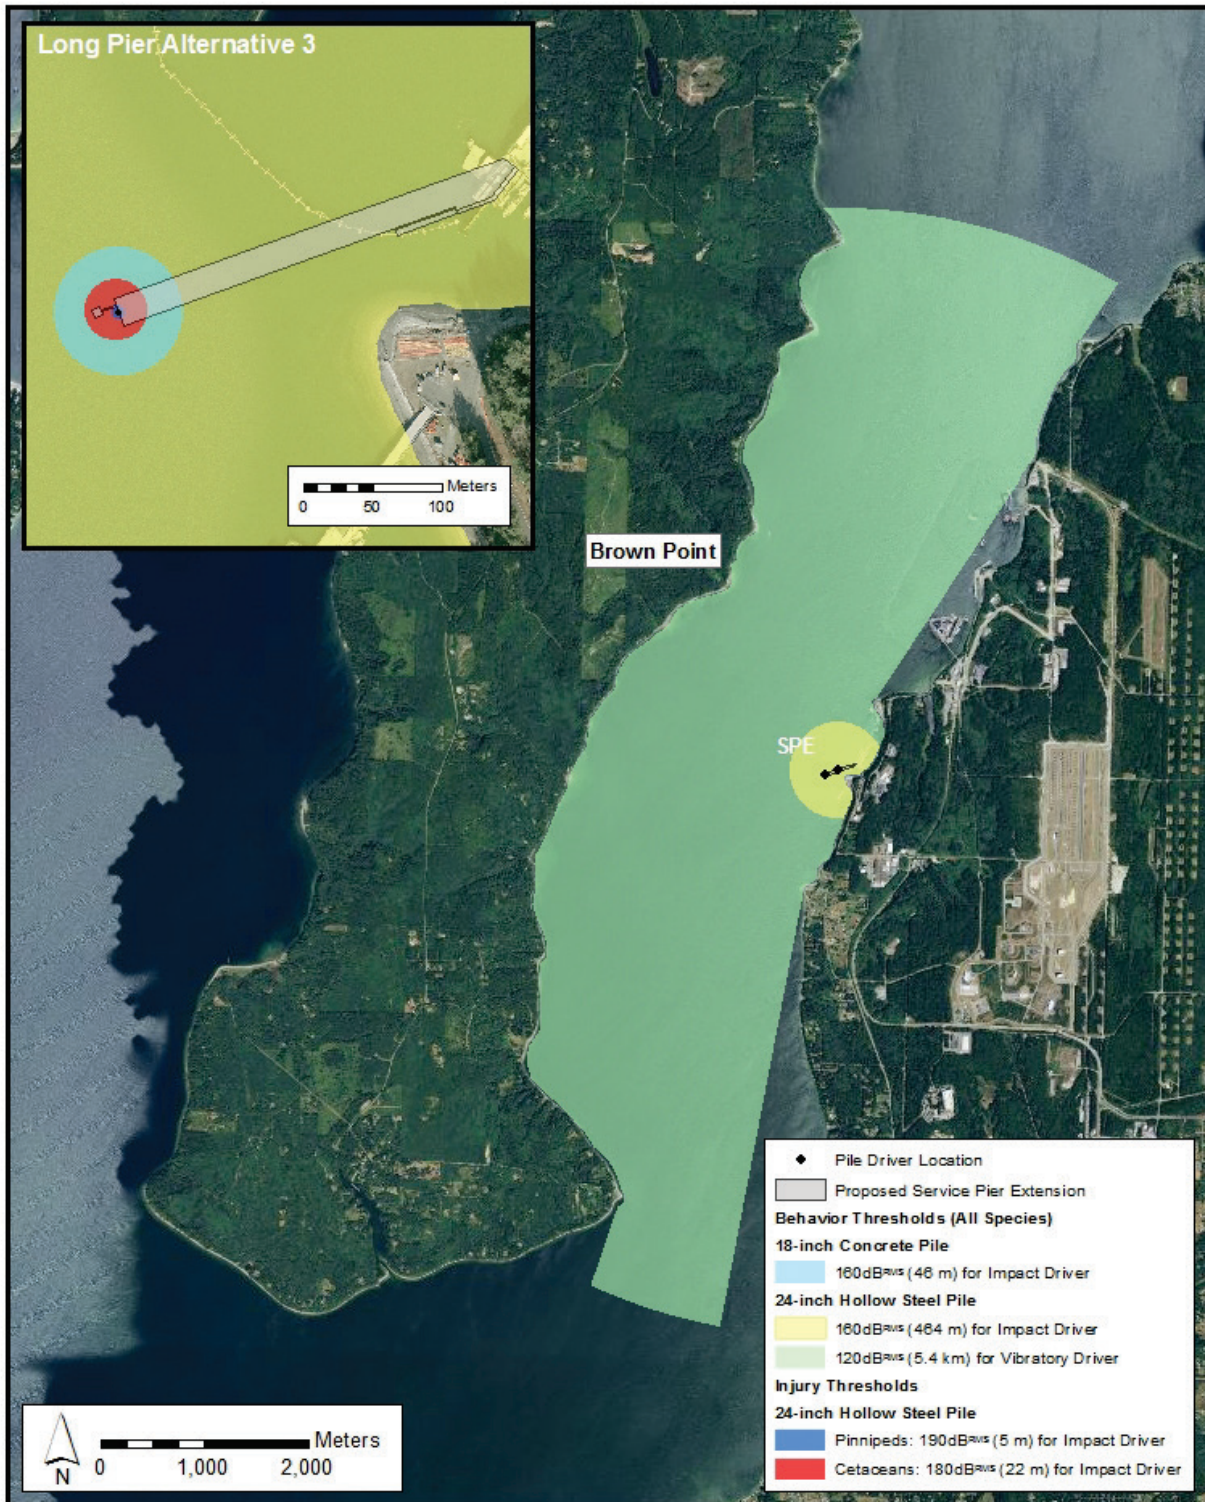 Long Pier Alternative 3
Meters
0 50 100
Brown Point
SPE
Pile Driver Location
Proposed Service Pier Extension
Behavior Thresholds (All Species)
18-inch Concrete Pile
160dBRMS (46 m) for Impact Driver
24-inch Hollow Steel Pile
160dBRMS (464 m) for Impact Driver
120dBRMS (5.4 km) for Vibratory Driver
Injury Thresholds
24-inch Hollow Steel Pile
Pinnipeds: 190dBRMS (5 m) for Impact Driver
Cetaceans: 180dBRMS (22 m) for Impact Driver
N
Meters
0 1,000 2,000